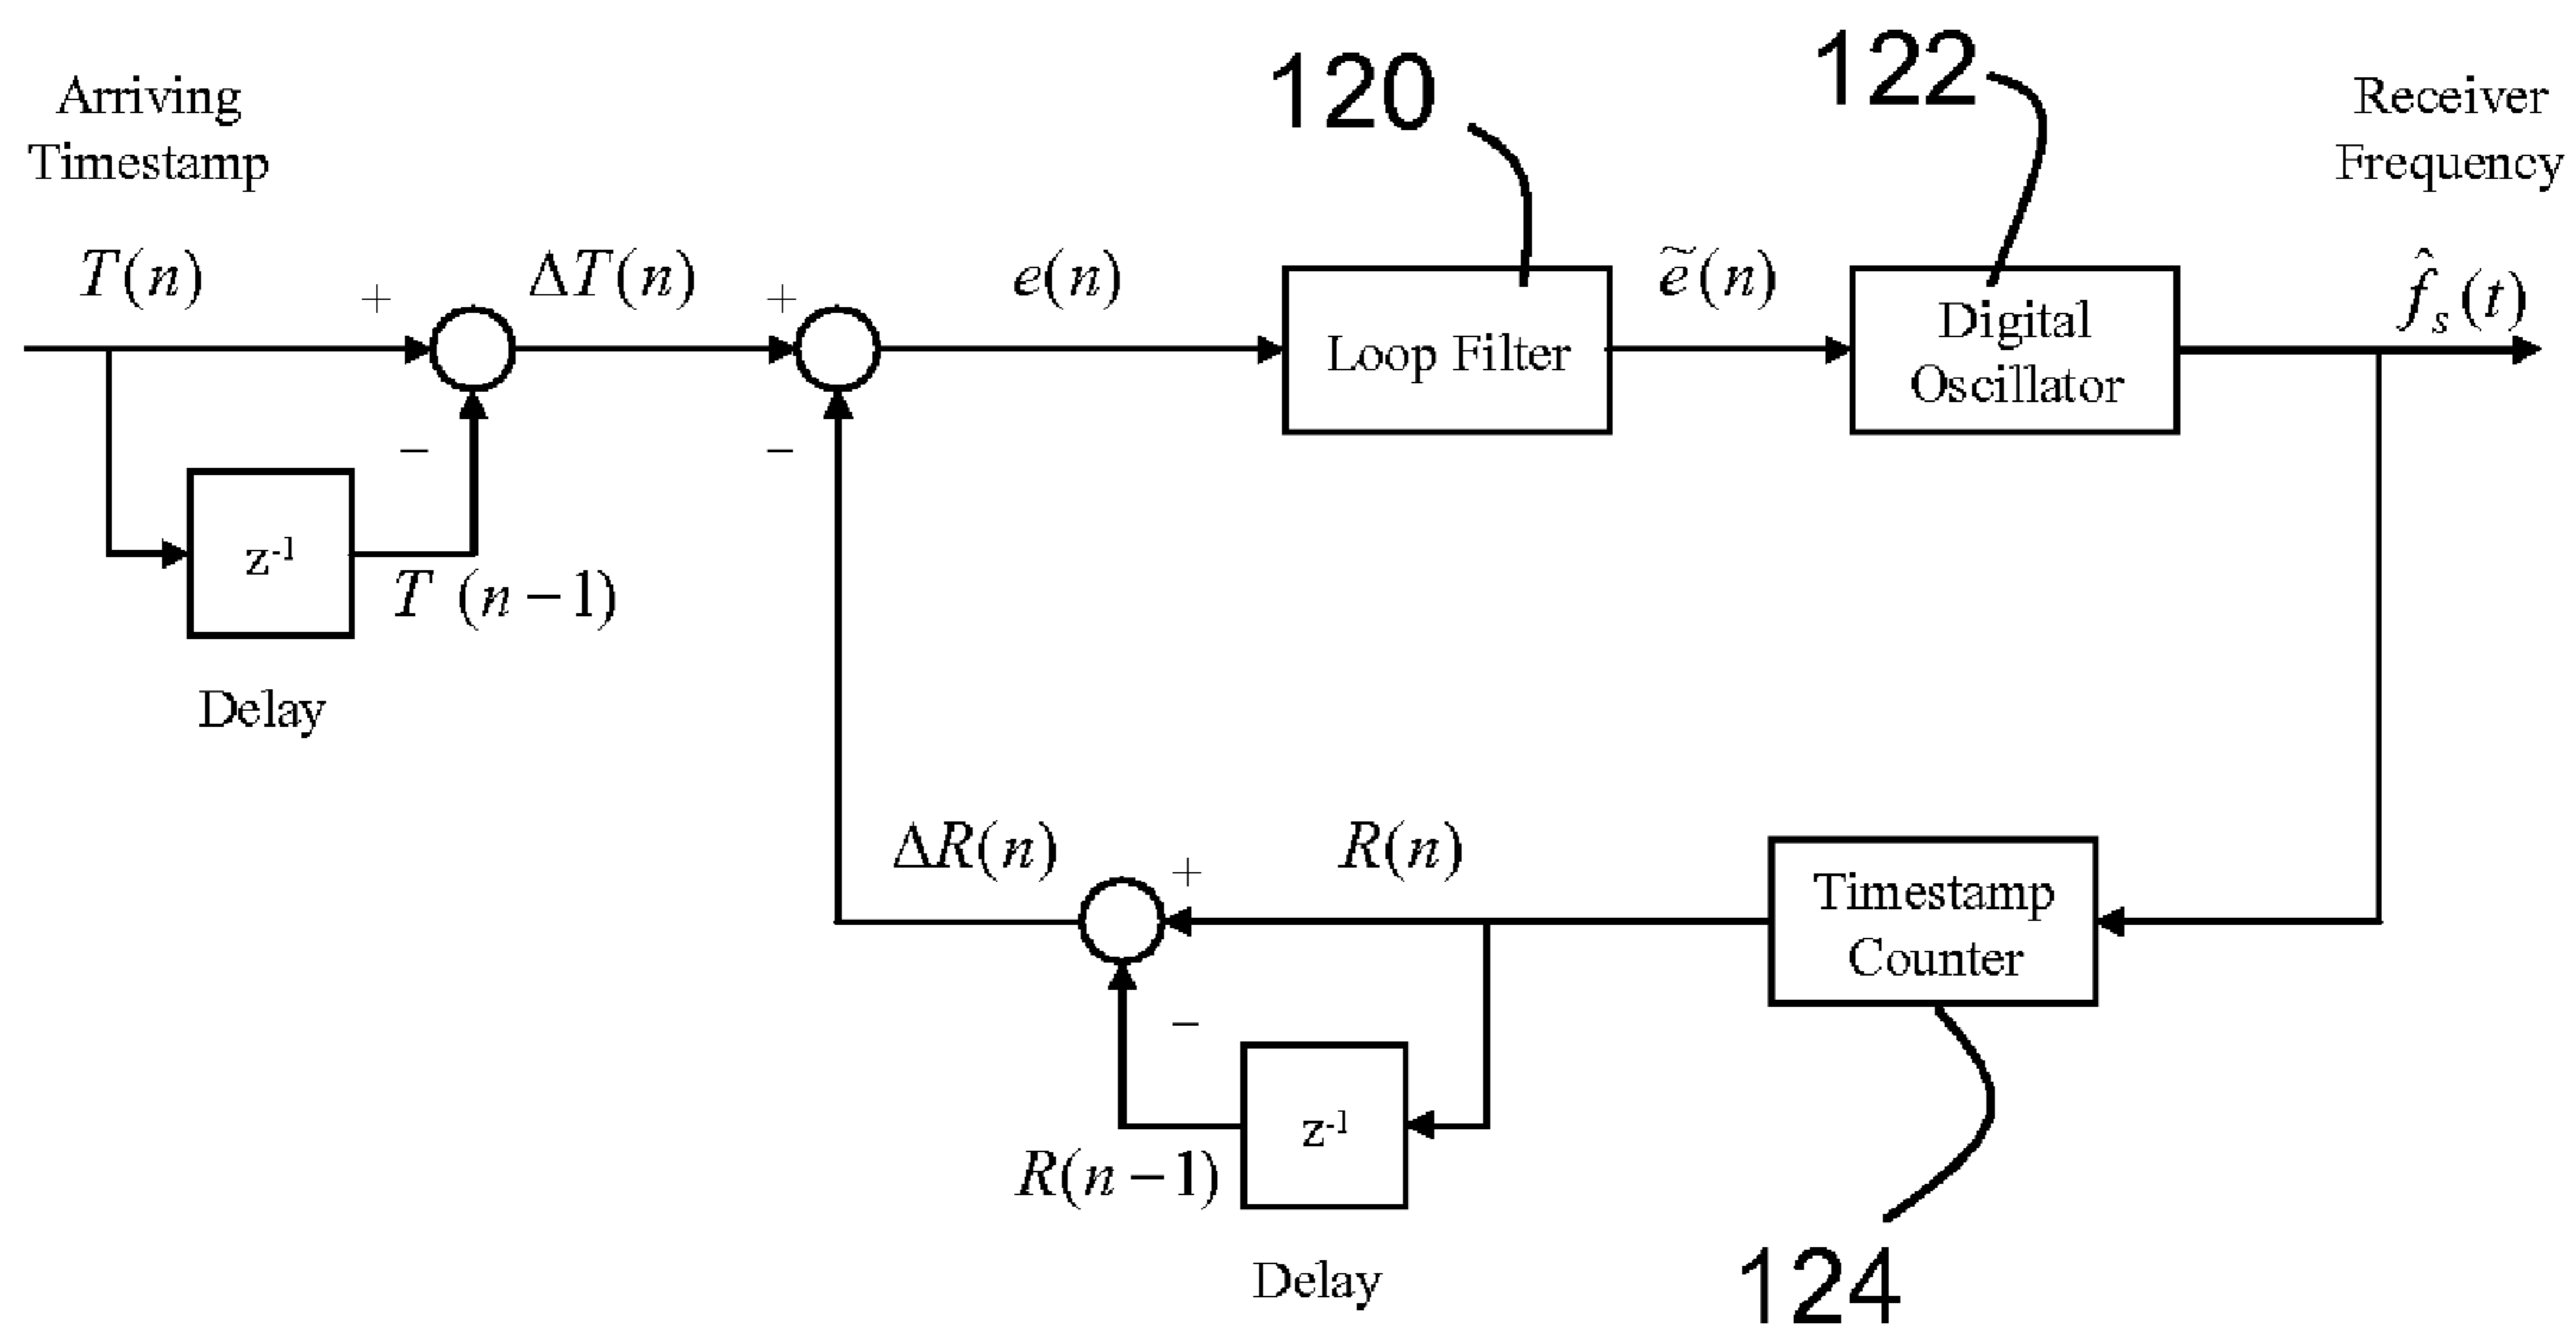 120
122
Arriving
Timestamp
Receiver
Frequency
T(n)
+
ΔT(n)
+
e(n)
Loop Filter
ẽ(n)
Digital
Oscillator
f̂ₛ(t)
−
−
z⁻¹
T (n−1)
Delay
ΔR(n)
+
R(n)
Timestamp
Counter
−
z⁻¹
R(n−1)
Delay
124